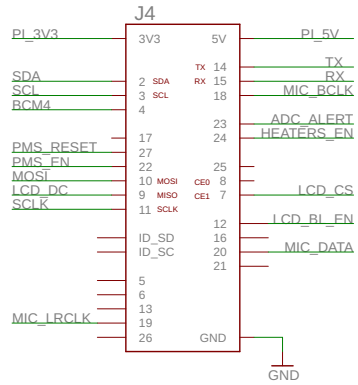 J4
PI_3V3 3V3 5V PI_5V
14 TX TX
SDA 2 SDA RX 15 RX
SCL 3 SCL 18 MIC_BCLK
BCM4 4
23 ADC_ALERT
17 24 HEATERS_EN
PMS_RESET 27
PMS_EN 22 25
MOSI 10 MOSI CE0 8
LCD_DC 9 MISO CE1 7 LCD_CS
SCLK 11 SCLK
12 LCD_BL_EN
ID_SD 16
ID_SC 20 MIC_DATA
21
5
6
13
MIC_LRCLK 19
26 GND
GND